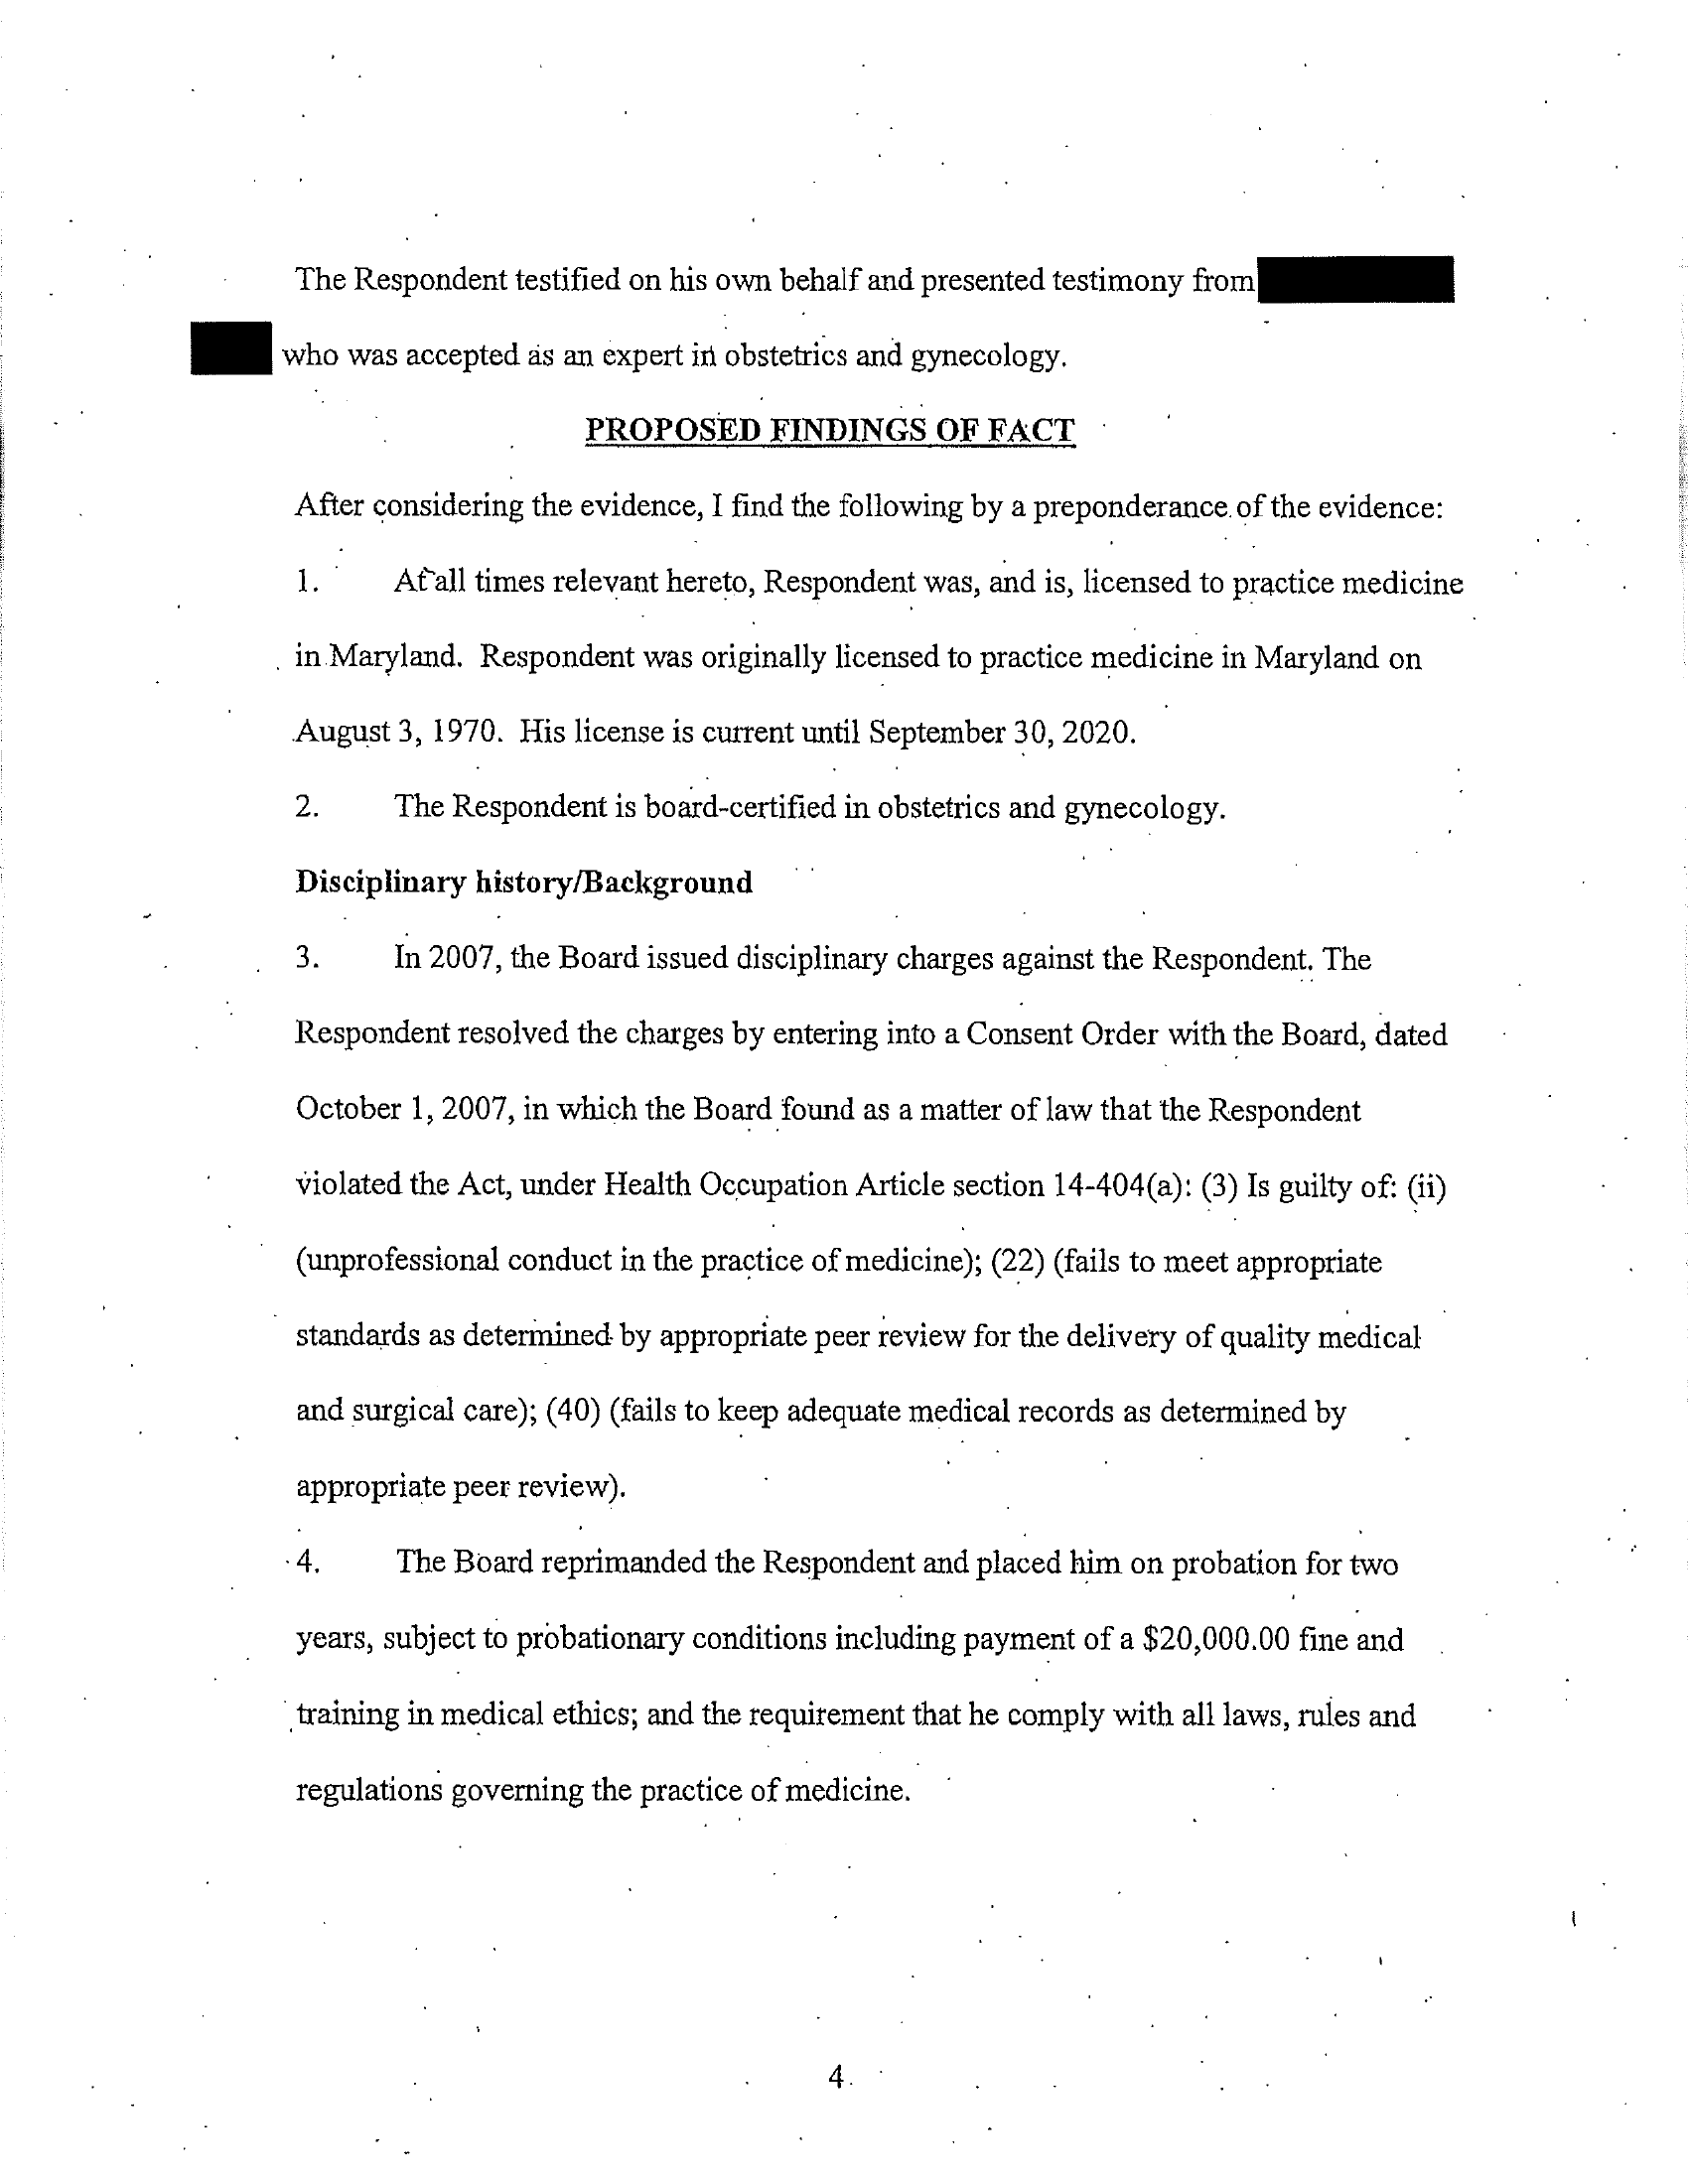 The Respondent testified on his own behalf and presented testimony from
who was accepted as an expert in obstetrics and gynecology.
PROPOSED FINDINGS OF FACT
After considering the evidence, I find the following by a preponderance of the evidence:
1. At all times relevant hereto, Respondent was, and is, licensed to practice medicine
in Maryland. Respondent was originally licensed to practice medicine in Maryland on
August 3, 1970. His license is current until September 30, 2020.
2. The Respondent is board-certified in obstetrics and gynecology.
Disciplinary history/Background
3. In 2007, the Board issued disciplinary charges against the Respondent. The
Respondent resolved the charges by entering into a Consent Order with the Board, dated
October 1, 2007, in which the Board found as a matter of law that the Respondent
violated the Act, under Health Occupation Article section 14-404(a): (3) Is guilty of: (ii)
(unprofessional conduct in the practice of medicine); (22) (fails to meet appropriate
standards as determined by appropriate peer review for the delivery of quality medical
and surgical care); (40) (fails to keep adequate medical records as determined by
appropriate peer review).
4. The Board reprimanded the Respondent and placed him on probation for two
years, subject to probationary conditions including payment of a $20,000.00 fine and
training in medical ethics; and the requirement that he comply with all laws, rules and
regulations governing the practice of medicine.
4